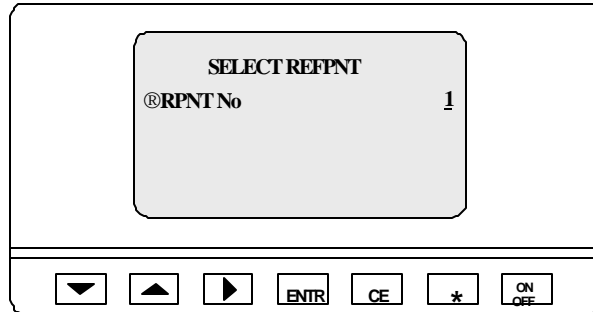 SELECT REFPNT
®RPNT No 1
ENTR CE * ON OFF